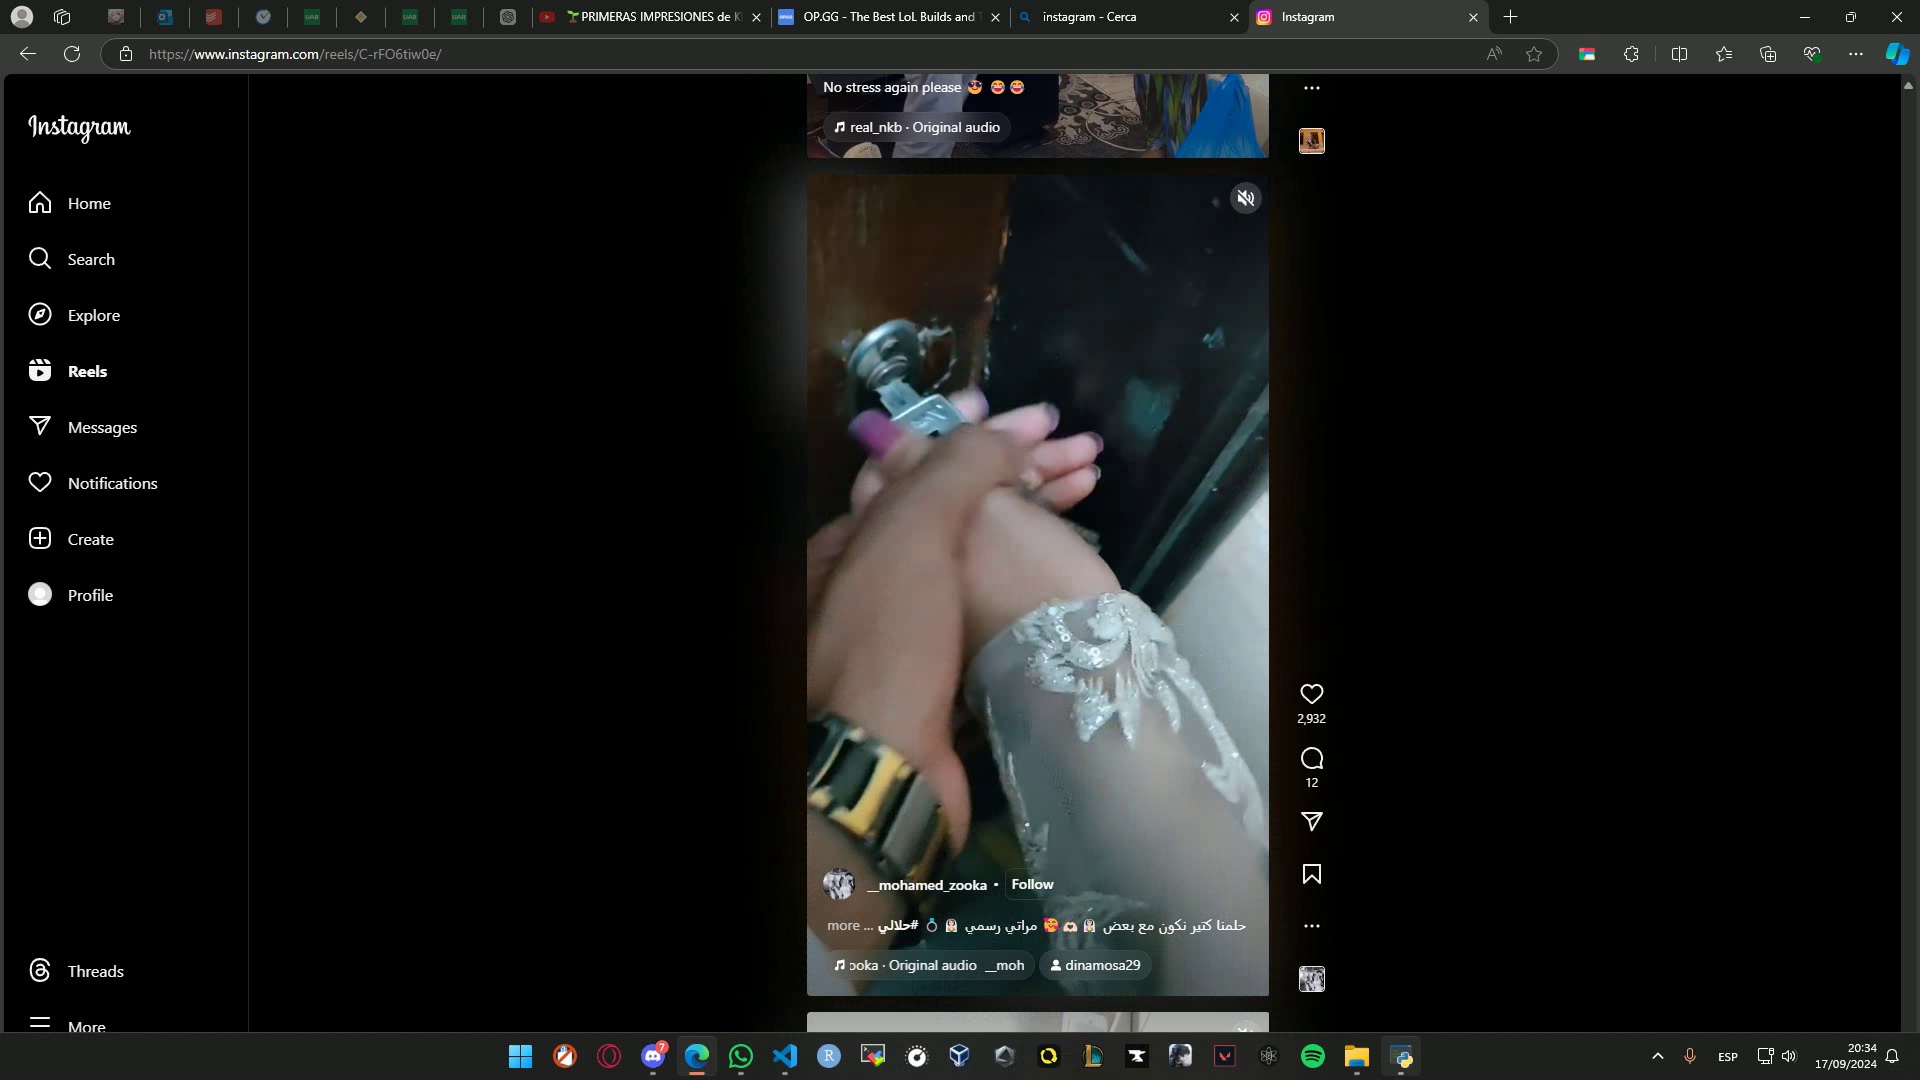 PRIMERAS IMPRESIONES de K
OP.GG - The Best LoL Builds and T
instagram - Cerca
Instagram
https://www.instagram.com/reels/C-rFO6tiw0e/
Instagram
Home
Search
Explore
Reels
Messages
Notifications
Create
Profile
Threads
More
No stress again please 😎 😂😂
real_nkb · Original audio
2,932
12
__mohamed_zooka • Follow
حلمنا كتير نكون مع بعض 👰🏻🫶🏻🥰 مراتي رسمي 👰🏻💍 #حلالي ... more
ooka · Original audio __moh
dinamosa29
7
ESP
20:34
17/09/2024